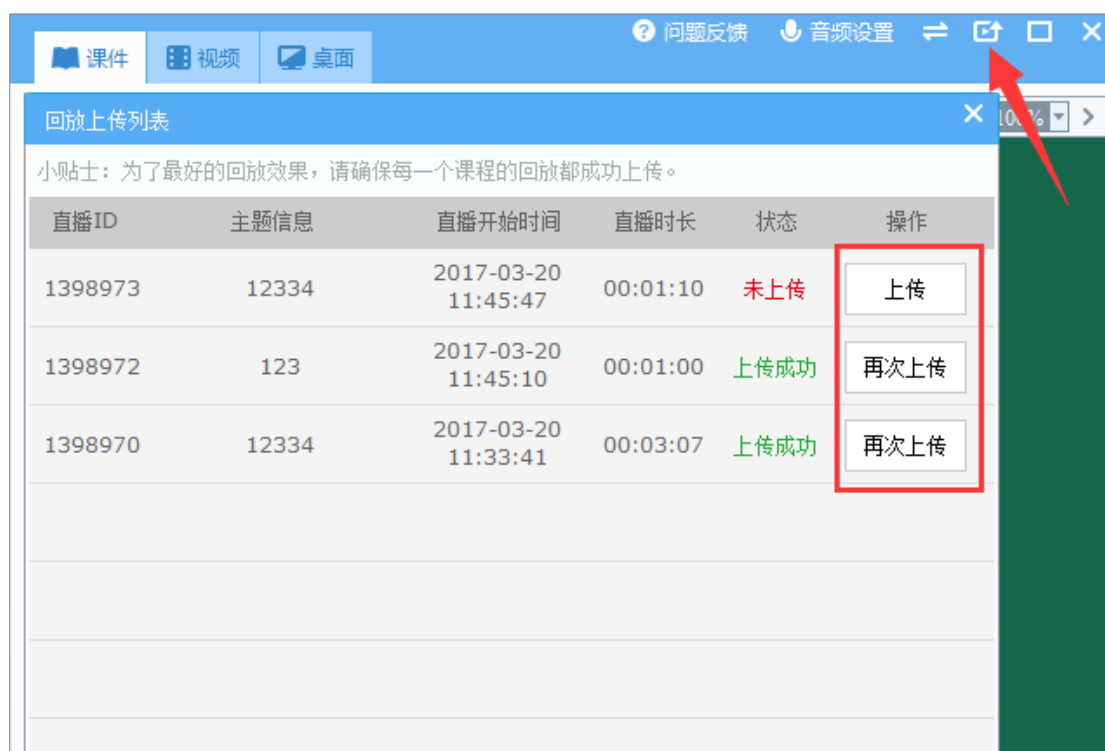 问题反馈 音频设置
课件 视频 桌面
回放上传列表
100%
小贴士：为了最好的回放效果，请确保每一个课程的回放都成功上传。
直播ID 主题信息 直播开始时间 直播时长 状态 操作
1398973 12334 2017-03-20 11:45:47 00:01:10 未上传 上传
1398972 123 2017-03-20 11:45:10 00:01:00 上传成功 再次上传
1398970 12334 2017-03-20 11:33:41 00:03:07 上传成功 再次上传